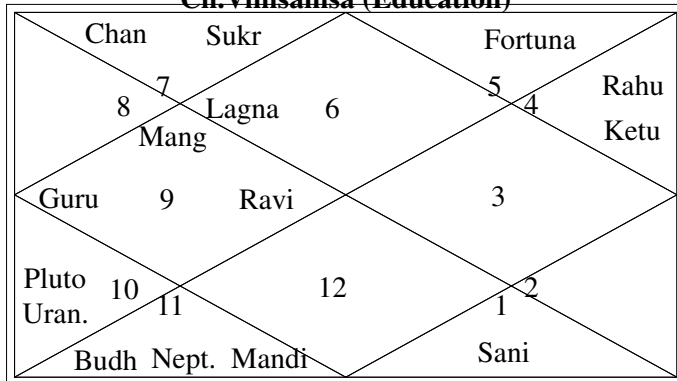 Ch.Vimsamsa (Education)
Chan Sukr Fortuna
7 5 4 Rahu
8 Lagna 6
Mang Ketu
Guru 9 Ravi 3
Pluto 10 12 2
Uran. 11 1
Budh Nept. Mandi Sani